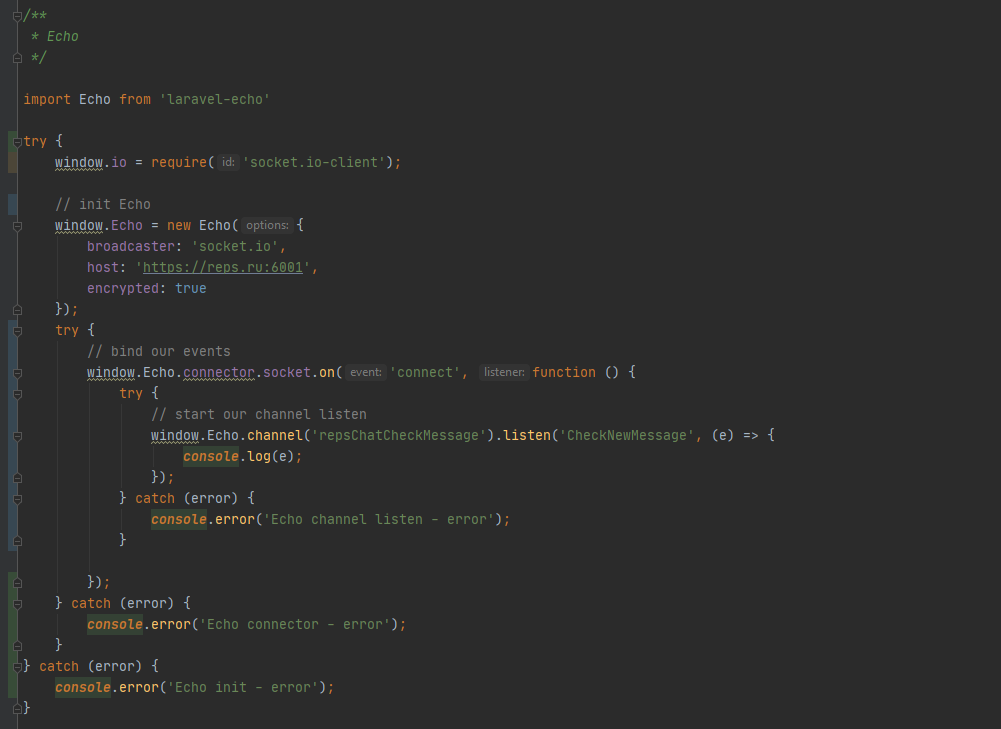 /**
 * Echo
 */

import Echo from 'laravel-echo'

try {
    window.io = require( id: 'socket.io-client');

    // init Echo
    window.Echo = new Echo( options: {
        broadcaster: 'socket.io',
        host: 'https://reps.ru:6001',
        encrypted: true
    });
    try {
        // bind our events
        window.Echo.connector.socket.on( event: 'connect', listener: function () {
            try {
                // start our channel listen
                window.Echo.channel('repsChatCheckMessage').listen('CheckNewMessage', (e) => {
                    console.log(e);
                });
            } catch (error) {
                console.error('Echo channel listen - error');
            }

        });
    } catch (error) {
        console.error('Echo connector - error');
    }
} catch (error) {
    console.error('Echo init - error');
}